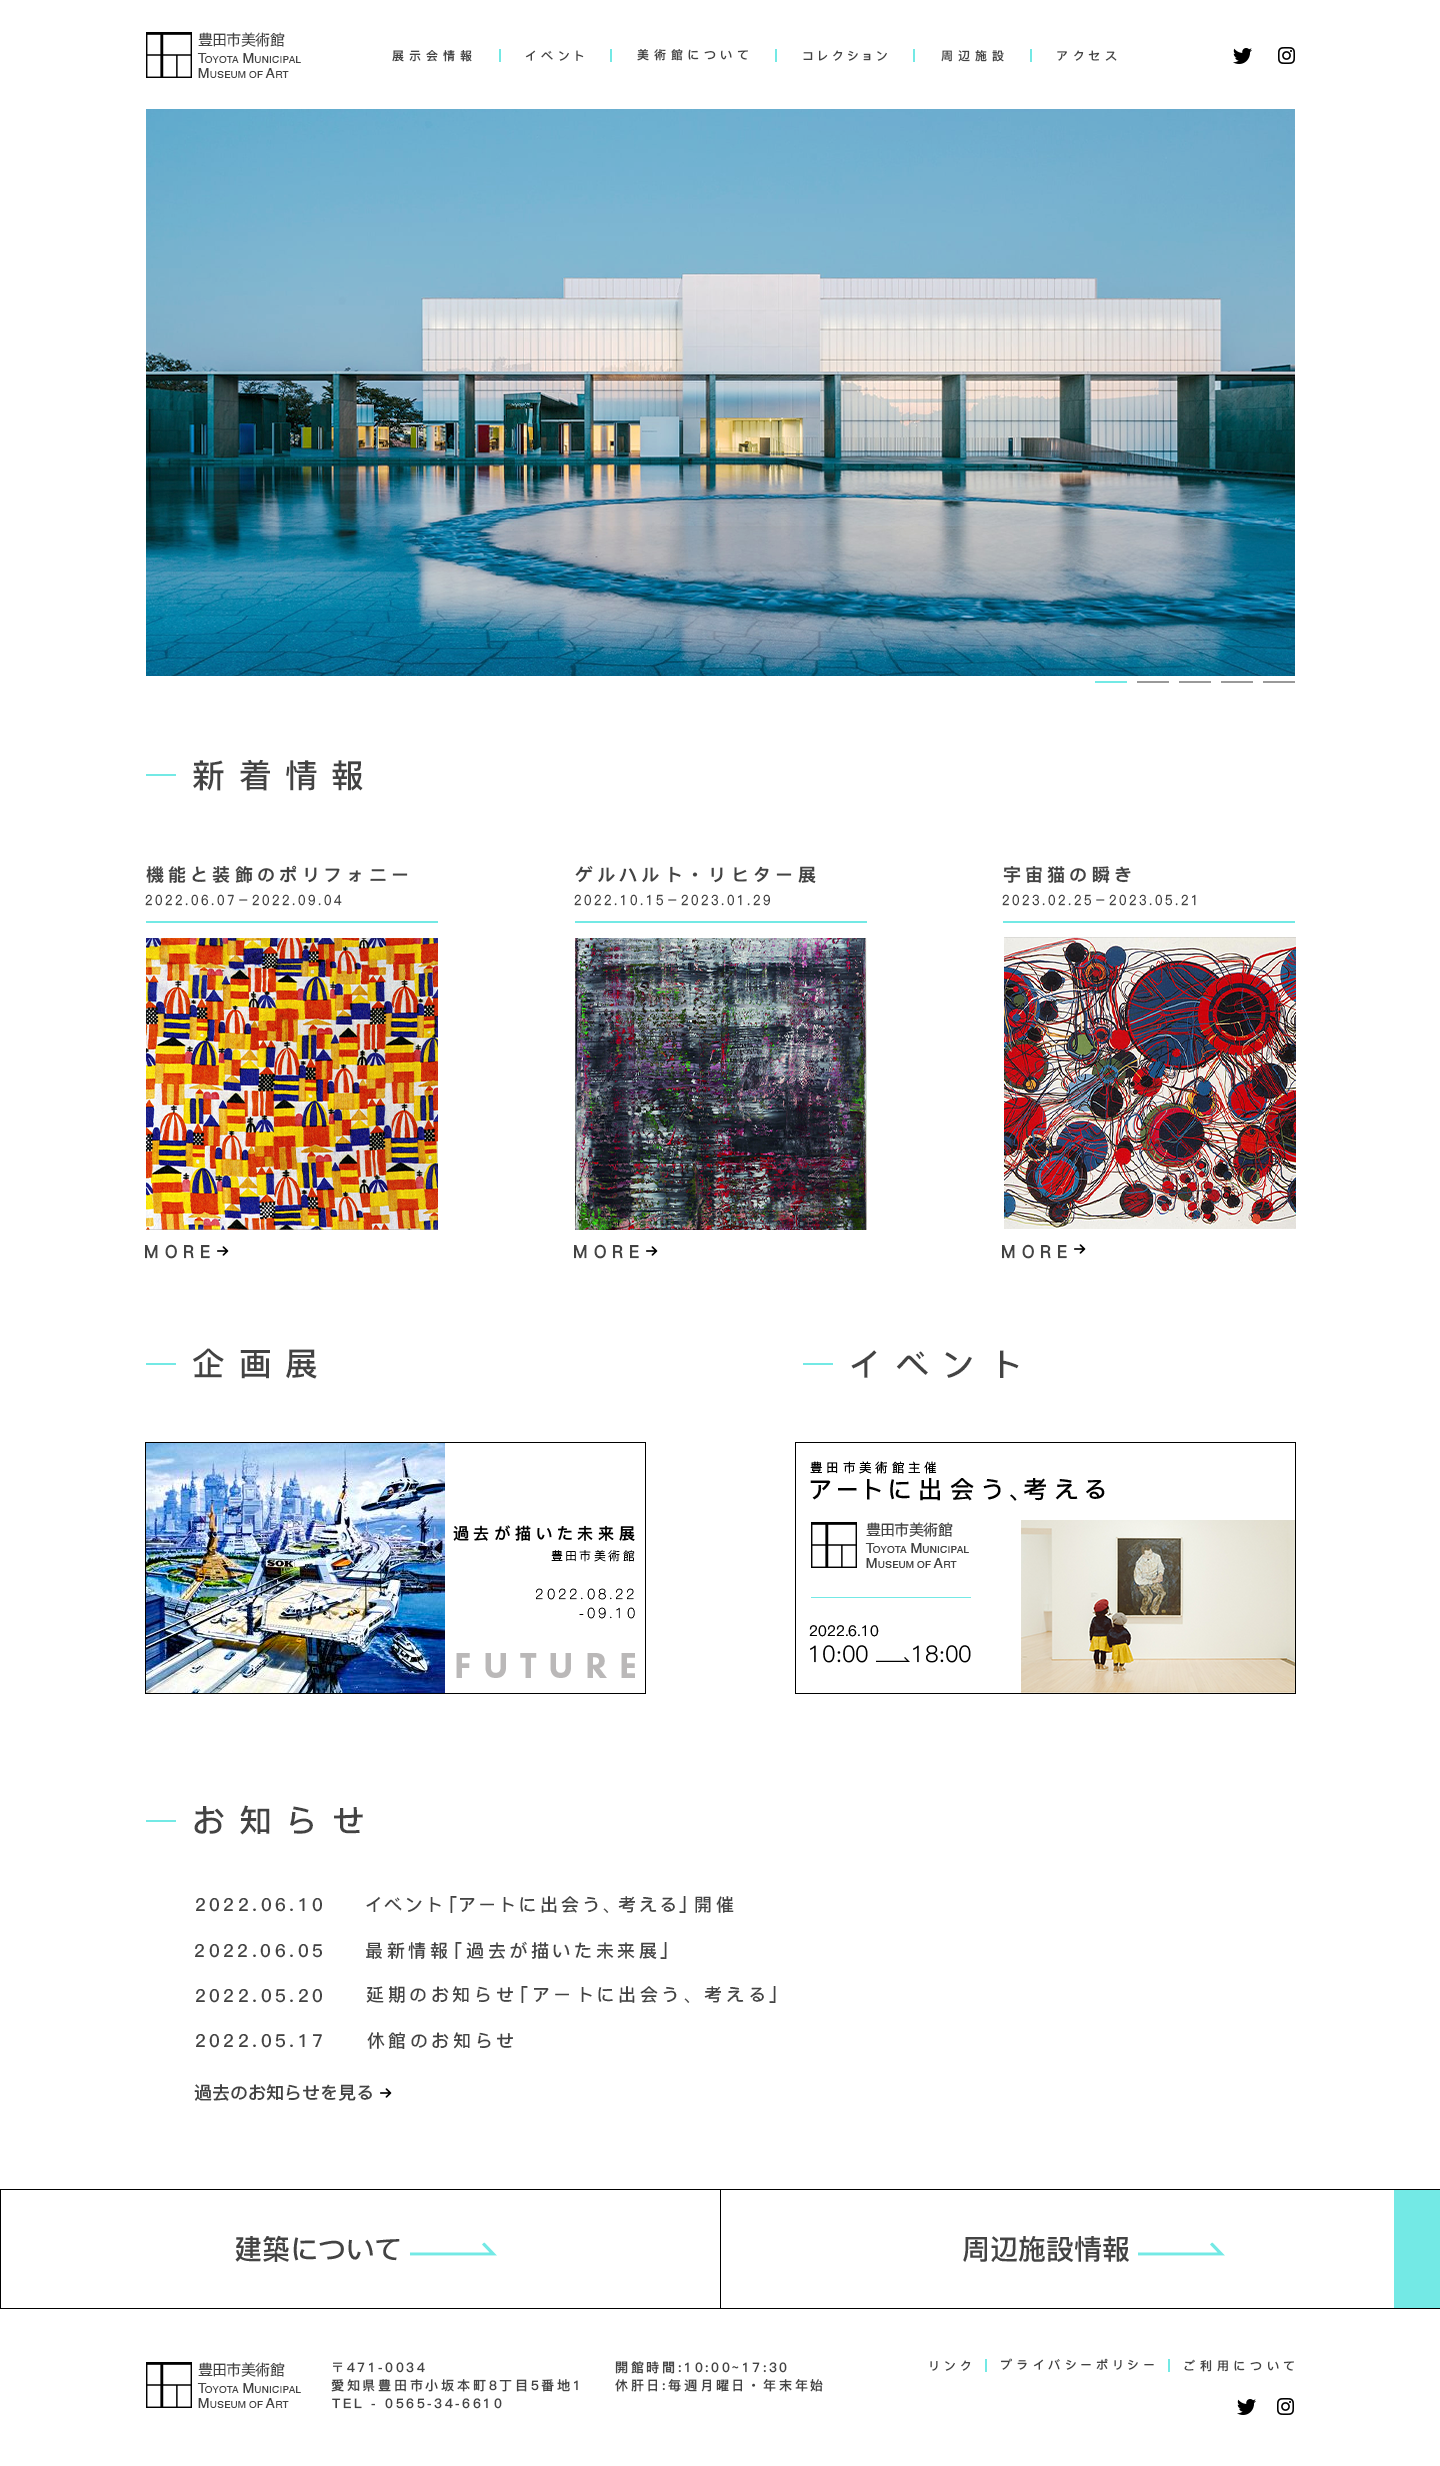 豊田市美術館
TOYOTA MUNICIPAL
MUSEUM OF ART
展示会情報
イベント
美術館について
コレクション
周辺施設
アクセス
新着情報
機能と装飾のポリフォニー
2022.06.07－2022.09.04
MORE→
ゲルハルト・リヒター展
2022.10.15－2023.01.29
MORE→
宇宙猫の瞬き
2023.02.25－2023.05.21
MORE→
企画展
SOK
過去が描いた未来展
豊田市美術館
2022.08.22
-09.10
FUTURE
イベント
豊田市美術館主催
アートに出会う、考える
豊田市美術館
TOYOTA MUNICIPAL
MUSEUM OF ART
2022.6.10
10:00 18:00
お知らせ
2022.06.10 イベント「アートに出会う、考える」開催
2022.06.05 最新情報「過去が描いた未来展」
2022.05.20 延期のお知らせ「アートに出会う、考える」
2022.05.17 休館のお知らせ
過去のお知らせを見る→
建築について
周辺施設情報
豊田市美術館
TOYOTA MUNICIPAL
MUSEUM OF ART
〒471-0034
愛知県豊田市小坂本町8丁目5番地1
TEL - 0565-34-6610
開館時間:10:00~17:30
休肝日:毎週月曜日・年末年始
リンク
プライバシーポリシー
ご利用について